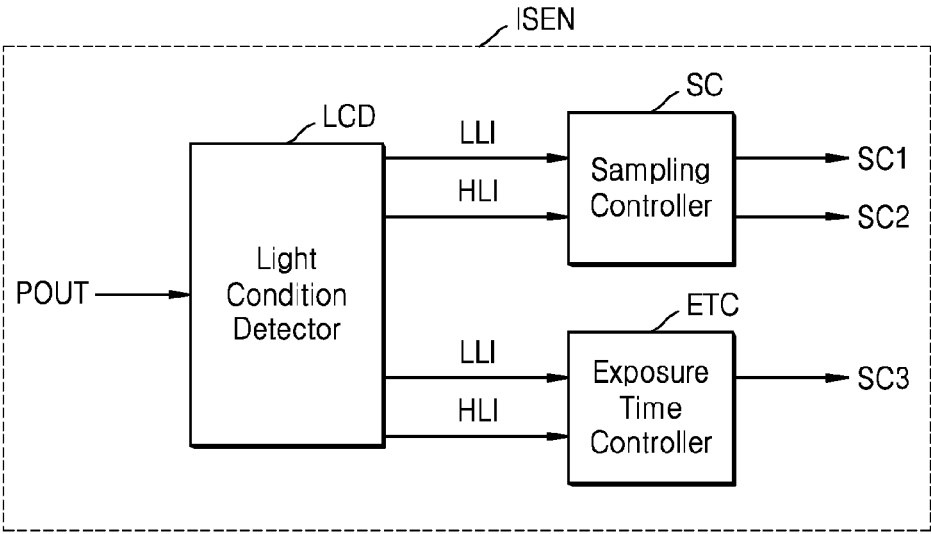 ISEN
LCD
SC
LLI
HLI
Sampling
Controller
SC1
SC2
POUT
Light
Condition
Detector
ETC
LLI
HLI
Exposure
Time
Controller
SC3